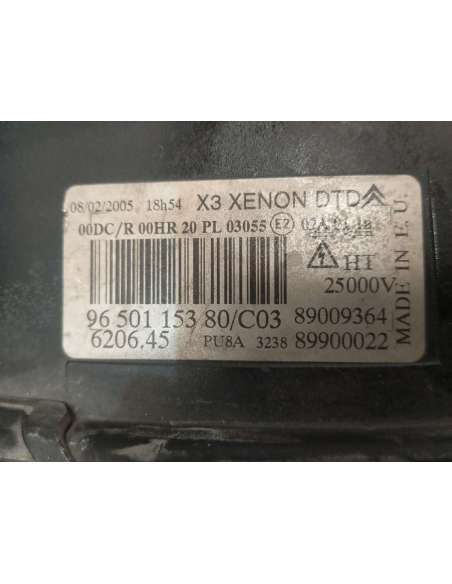 08/02/2005 18h54 X3 XENON DTD
00DC/R 00HR 20 PL 03055 E2
HT
25000V
96 501 153 80/C03 89009364
6206.45 PU8A 3238 89900022
MADE IN E.U.